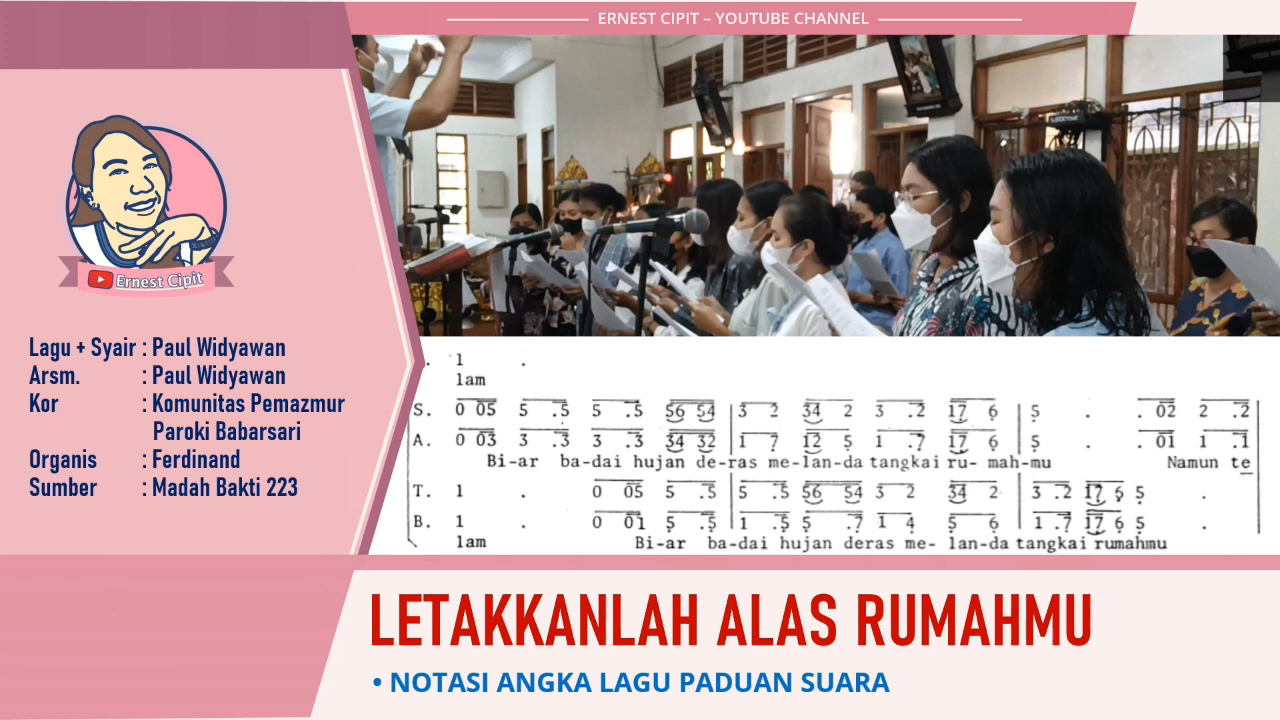 ERNEST CIPIT – YOUTUBE CHANNEL
Ernest Cipit
Lagu + Syair : Paul Widyawan
Arsm. : Paul Widyawan
Kor : Komunitas Pemazmur
Paroki Babarsari
Organis : Ferdinand
Sumber : Madah Bakti 223
1 .
lam
S. 0 05 5 .5 5 .5 56 54 | 3 2 34 2 3 .2 17 6 | 5 . . 02 2 .2 |
A. 0 03 3 .3 3 .3 34 32 | 1 7 12 5 1 .7 17 6 | 5 . . 01 1 .1
Bi-ar ba-dai hujan de-ras me-lan-da tangkai ru- mah-mu Namun te
T. 1 . 0 05 5 .5 | 5 .5 56 54 3 2 34 2 | 3 .2 17 6 5 .
B. 1 . 0 01 5 .5 | 1 .5 5 .7 1 4 5 6 | 1 .7 17 6 5 .
lam Bi-ar ba-dai hujan deras me- lan-da tangkai rumahmu
LETAKKANLAH ALAS RUMAHMU
• NOTASI ANGKA LAGU PADUAN SUARA